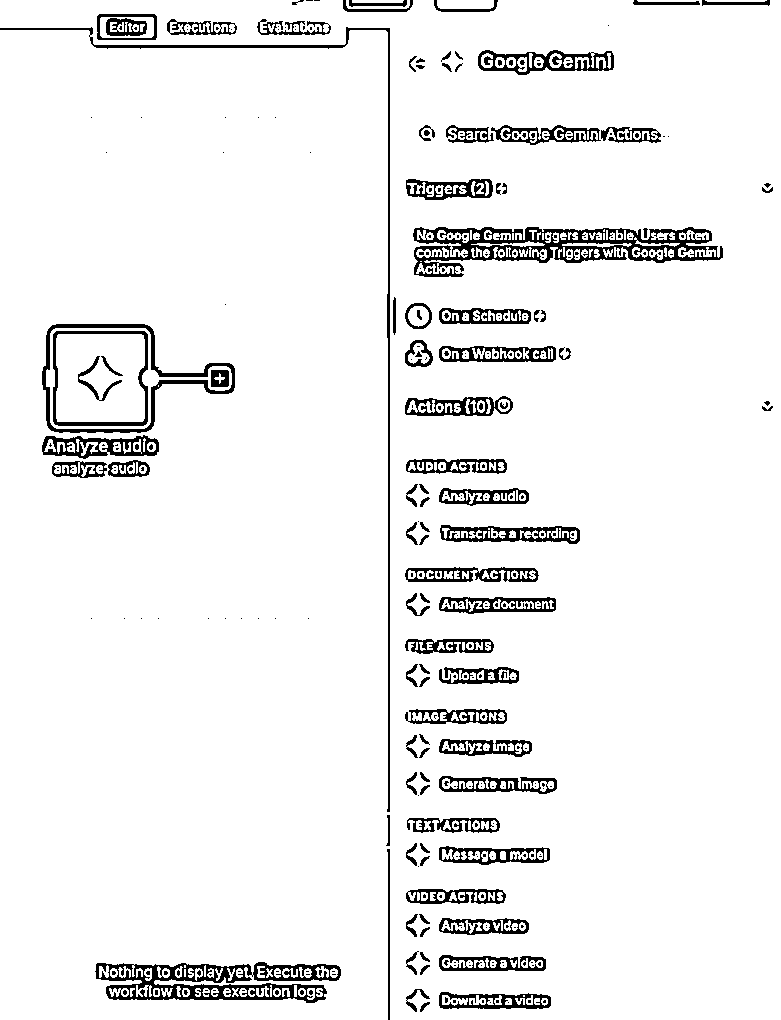 Editor Executions Evaluations
Google Gemini
Search Google Gemini Actions...
Triggers (2)
No Google Gemini Triggers available. Users often
combine the following Triggers with Google Gemini
Actions.
On a Schedule
On a Webhook call
Actions (10)
Analyze audio
analyze: audio
AUDIO ACTIONS
Analyze audio
Transcribe a recording
DOCUMENT ACTIONS
Analyze document
FILE ACTIONS
Upload a file
IMAGE ACTIONS
Analyze image
Generate an image
TEXT ACTIONS
Message a model
VIDEO ACTIONS
Analyze video
Generate a video
Download a video
Nothing to display yet. Execute the
workflow to see execution logs.